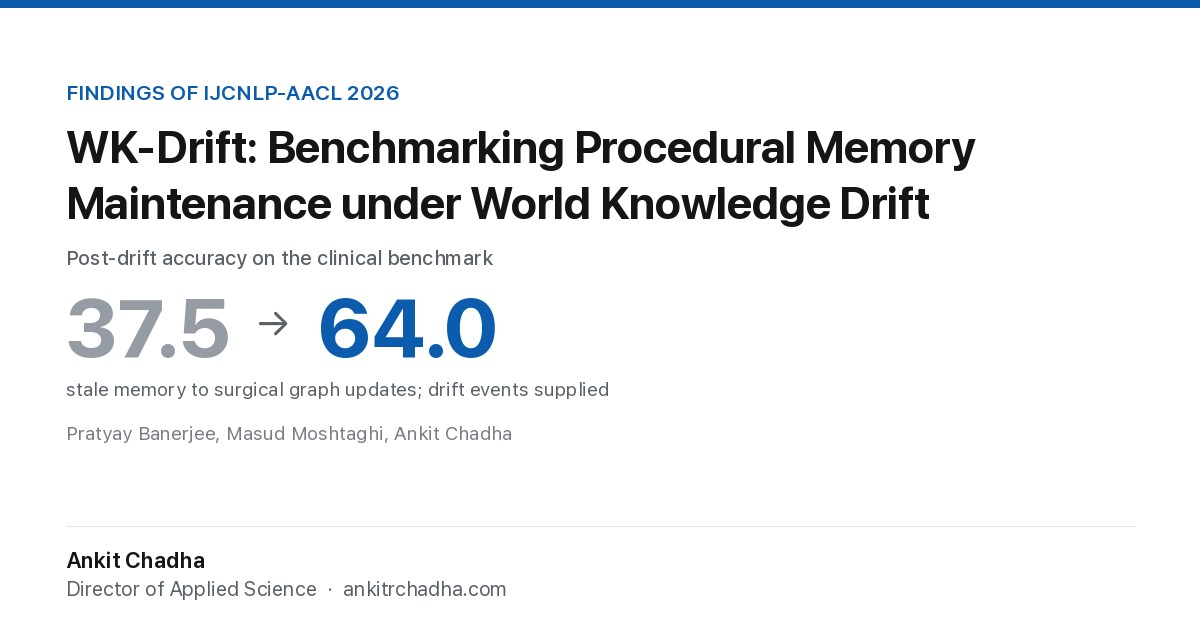 FINDINGS OF IJCNLP-AACL 2026
WK-Drift: Benchmarking Procedural Memory
Maintenance under World Knowledge Drift
Post-drift accuracy on the clinical benchmark
37.5 → 64.0
stale memory to surgical graph updates; drift events supplied
Pratyay Banerjee, Masud Moshtaghi, Ankit Chadha
Ankit Chadha
Director of Applied Science · ankitrchadha.com